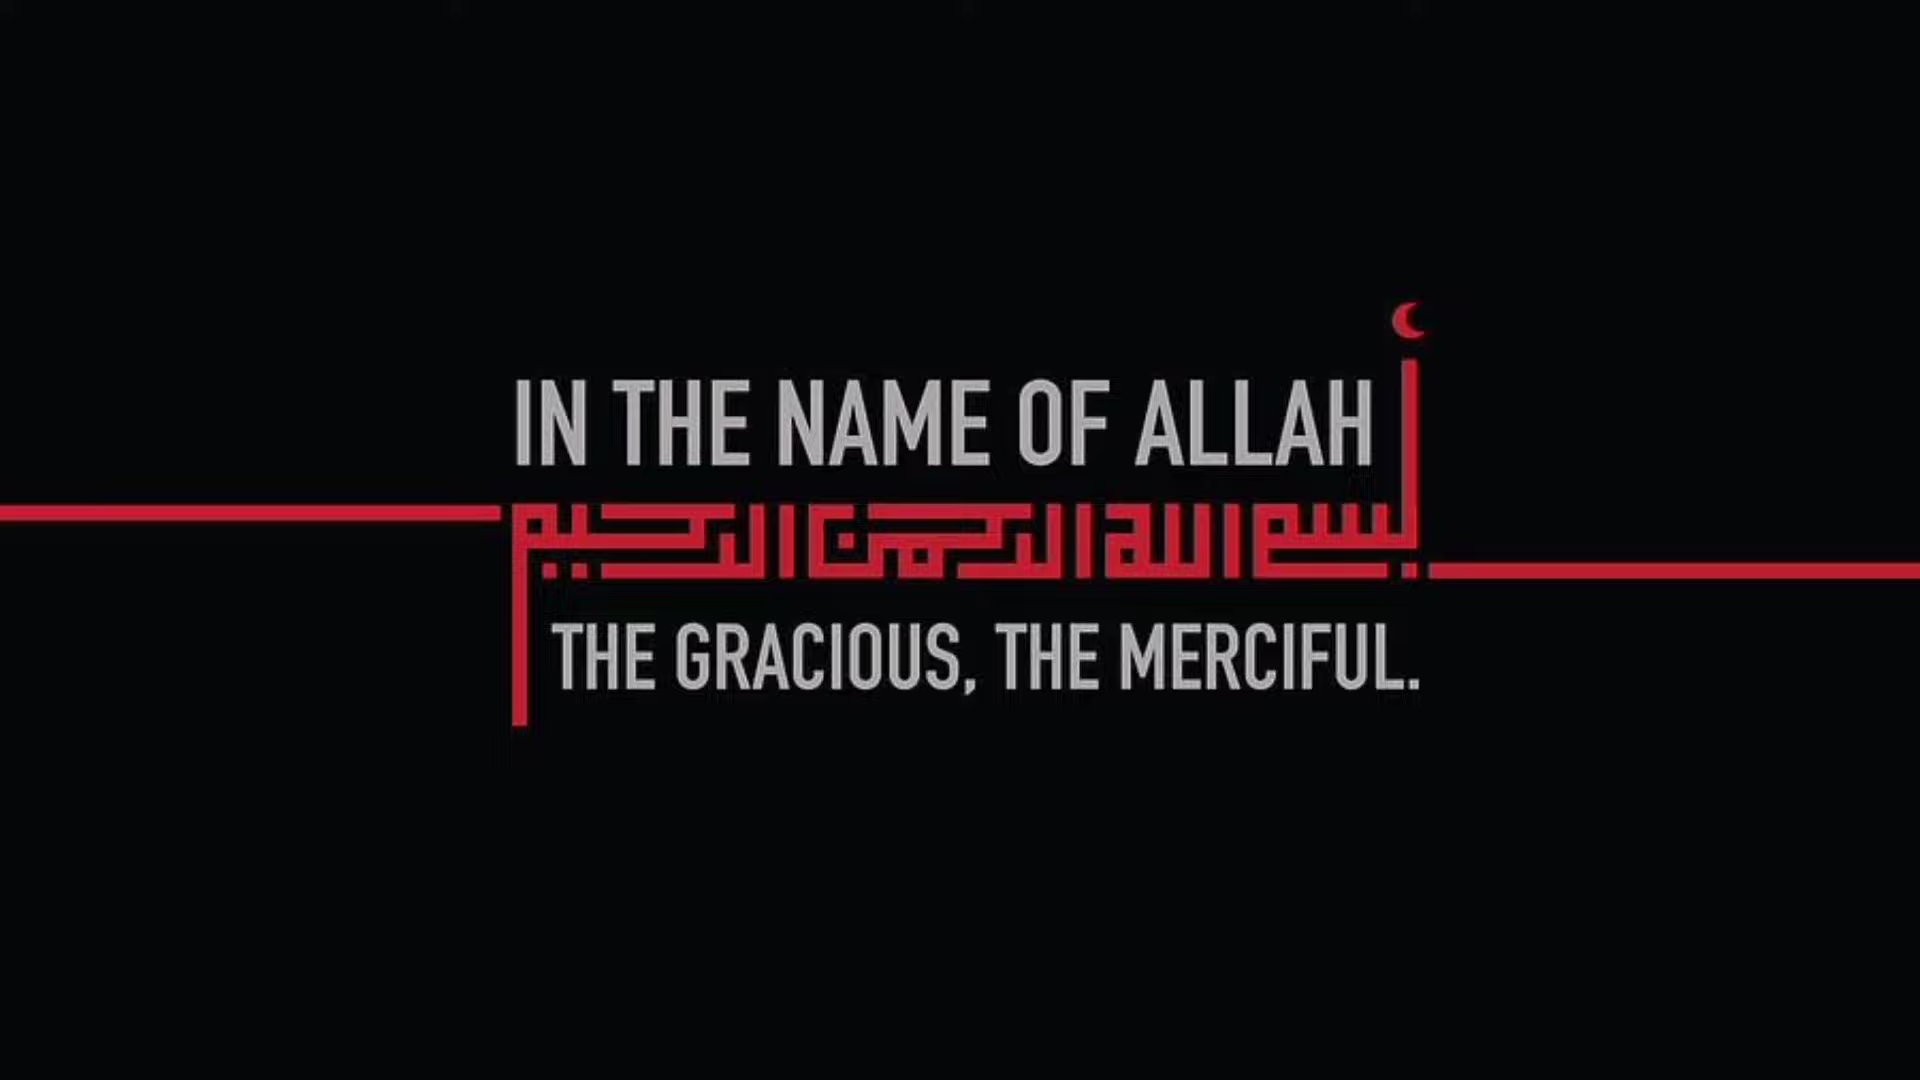 IN THE NAME OF ALLAH
بسم الله الرحمن الرحيم
THE GRACIOUS, THE MERCIFUL.